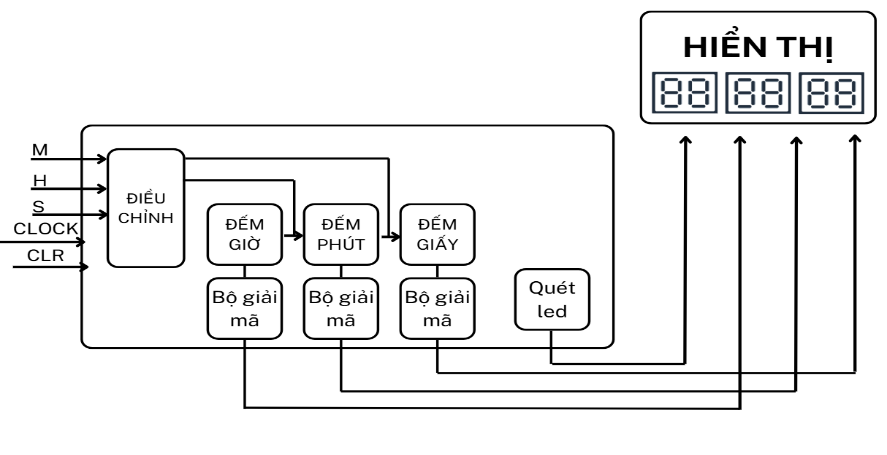 HIỂN THỊ
88 88 88
M
H
S
CLOCK
CLR
ĐIỀU
CHỈNH
ĐẾM
GIỜ
ĐẾM
PHÚT
ĐẾM
GIẤY
Bộ giải
mã
Bộ giải
mã
Bộ giải
mã
Quét
led